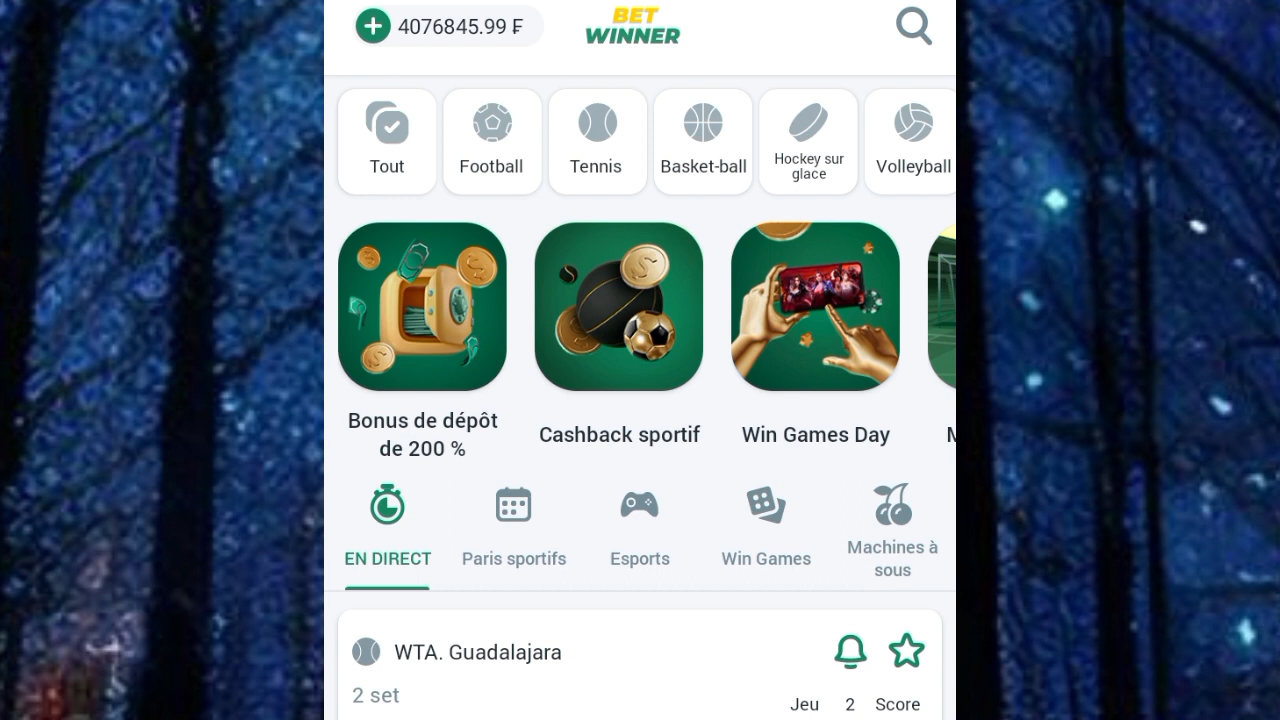 4076845.99 ₣
BET
WINNER
Tout
Football
Tennis
Basket-ball
Hockey sur
glace
Volleyball
Bonus de dépôt
de 200 %
Cashback sportif
Win Games Day
M
EN DIRECT
Paris sportifs
Esports
Win Games
Machines à
sous
WTA. Guadalajara
2 set
Jeu 2 Score